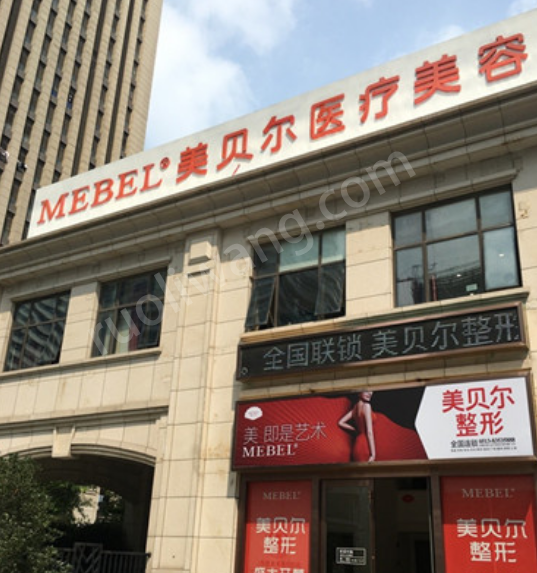 MEBEL® 美贝尔医疗美容
全国联锁 美贝尔整形
美 即是艺术
MEBEL®
美贝尔
整形
全国连锁
MEBEL®
美贝尔
整形
MEBEL®
美贝尔
整形